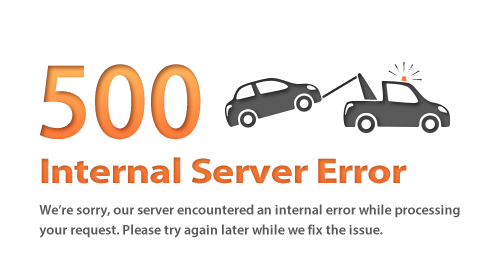 500
Internal Server Error
We’re sorry, our server encountered an internal error while processing
your request. Please try again later while we fix the issue.